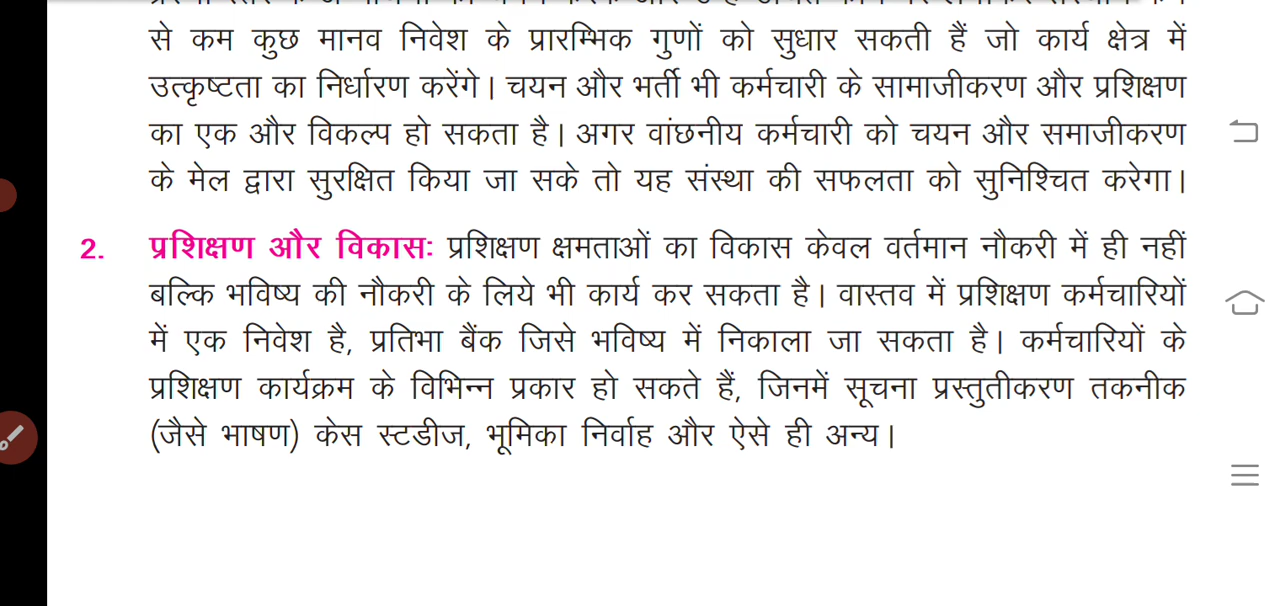 से कम कुछ मानव निवेश के प्रारम्भिक गुणों को सुधार सकती हैं जो कार्य क्षेत्र में
उत्कृष्टता का निर्धारण करेंगे। चयन और भर्ती भी कर्मचारी के सामाजीकरण और प्रशिक्षण
का एक और विकल्प हो सकता है। अगर वांछनीय कर्मचारी को चयन और समाजीकरण
के मेल द्वारा सुरक्षित किया जा सके तो यह संस्था की सफलता को सुनिश्चित करेगा।
2. प्रशिक्षण और विकासः प्रशिक्षण क्षमताओं का विकास केवल वर्तमान नौकरी में ही नहीं
बल्कि भविष्य की नौकरी के लिये भी कार्य कर सकता है। वास्तव में प्रशिक्षण कर्मचारियों
में एक निवेश है, प्रतिभा बैंक जिसे भविष्य में निकाला जा सकता है। कर्मचारियों के
प्रशिक्षण कार्यक्रम के विभिन्न प्रकार हो सकते हैं, जिनमें सूचना प्रस्तुतीकरण तकनीक
(जैसे भाषण) केस स्टडीज, भूमिका निर्वाह और ऐसे ही अन्य।